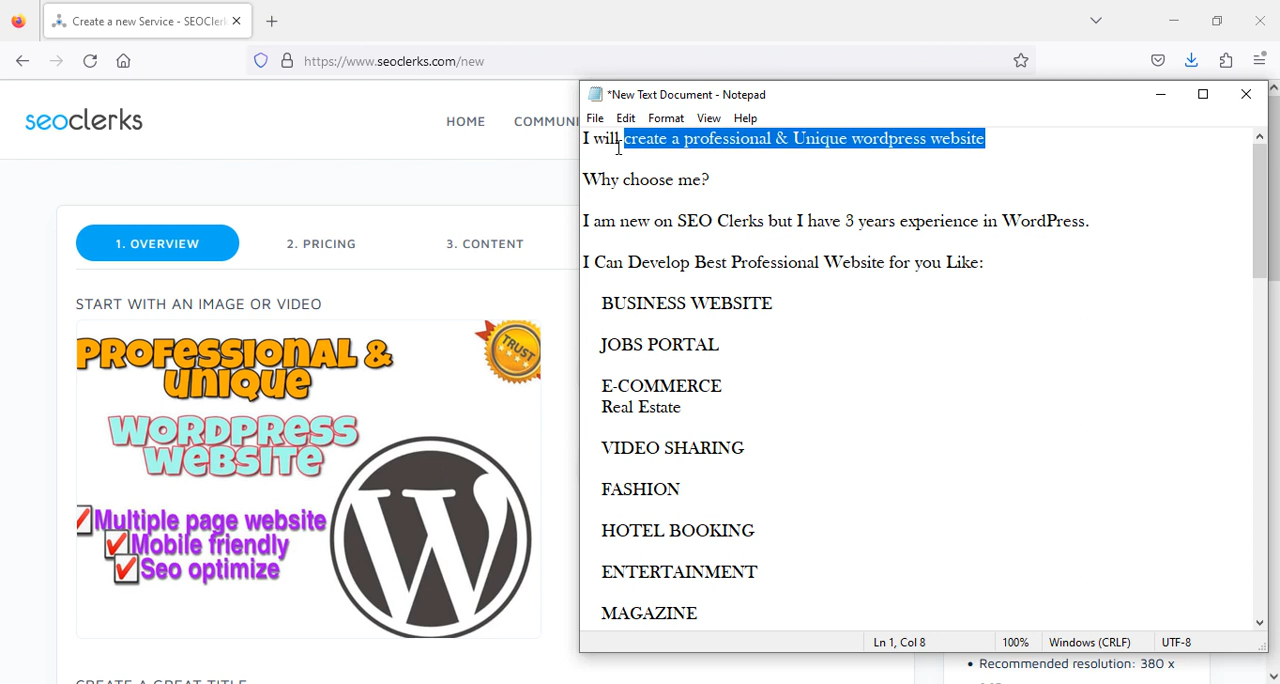 Create a new Service - SEOCler
https://www.seoclerks.com/new
seoclerks
HOME
COMMUNI
1. OVERVIEW
2. PRICING
3. CONTENT
START WITH AN IMAGE OR VIDEO
PROFESSIONAL &
UNIQUE
WORDPRESS
WEBSITE
TRUST
Multiple page website
Mobile friendly
Seo optimize
CREATE A GREAT TITLE
*New Text Document - Notepad
File Edit Format View Help
I will create a professional & Unique wordpress website
Why choose me?
I am new on SEO Clerks but I have 3 years experience in WordPress.
I Can Develop Best Professional Website for you Like:
BUSINESS WEBSITE
JOBS PORTAL
E-COMMERCE
Real Estate
VIDEO SHARING
FASHION
HOTEL BOOKING
ENTERTAINMENT
MAGAZINE
Ln 1, Col 8
100%
Windows (CRLF)
UTF-8
• Recommended resolution: 380 x